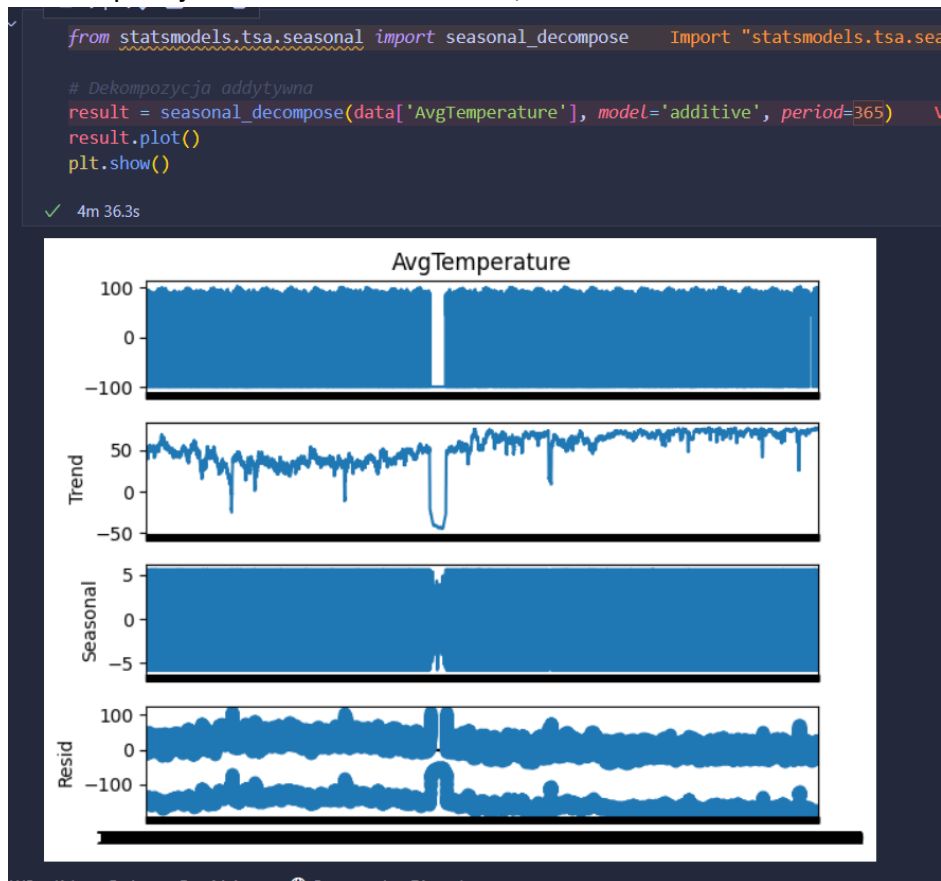 from statsmodels.tsa.seasonal import seasonal_decompose Import "statsmodels.tsa.sea
# Dekompozycja addytywna
result = seasonal_decompose(data['AvgTemperature'], model='additive', period=365)
result.plot()
plt.show()
4m 36.3s
AvgTemperature
100
0
-100
Trend
50
0
-50
Seasonal
5
0
-5
Resid
100
0
-100